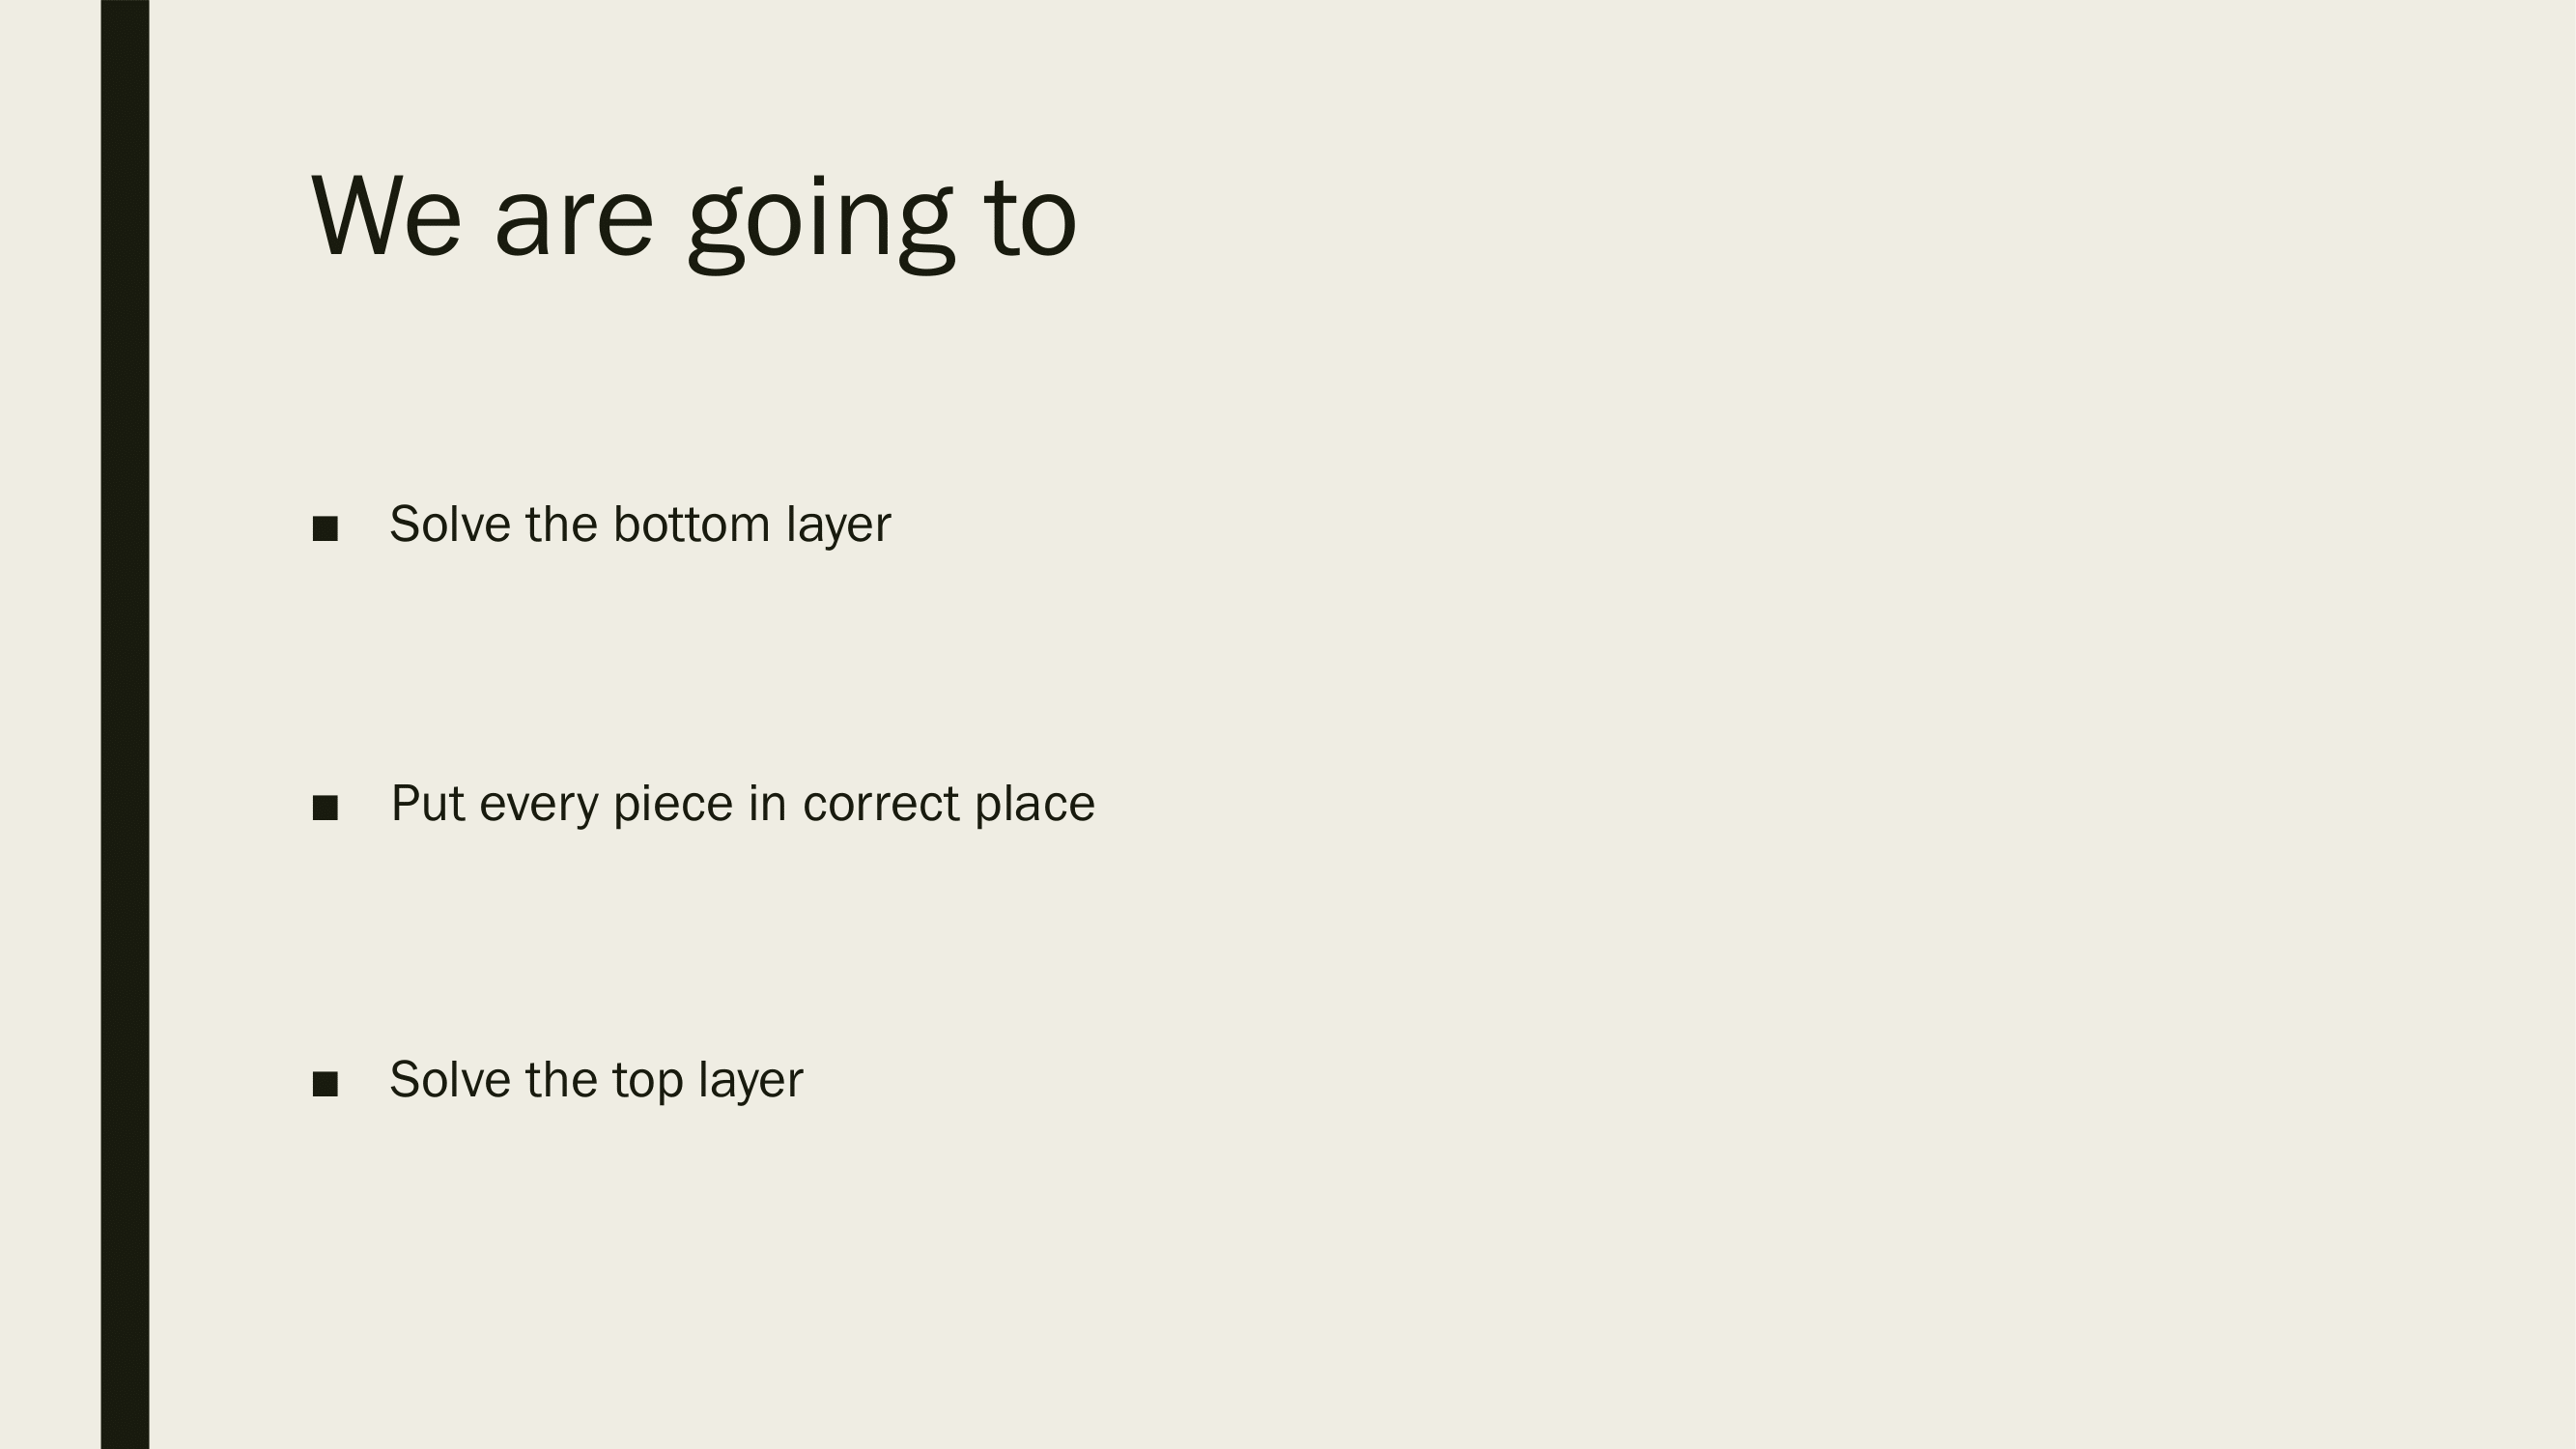 We are going to
■ Solve the bottom layer
■ Put every piece in correct place
■ Solve the top layer